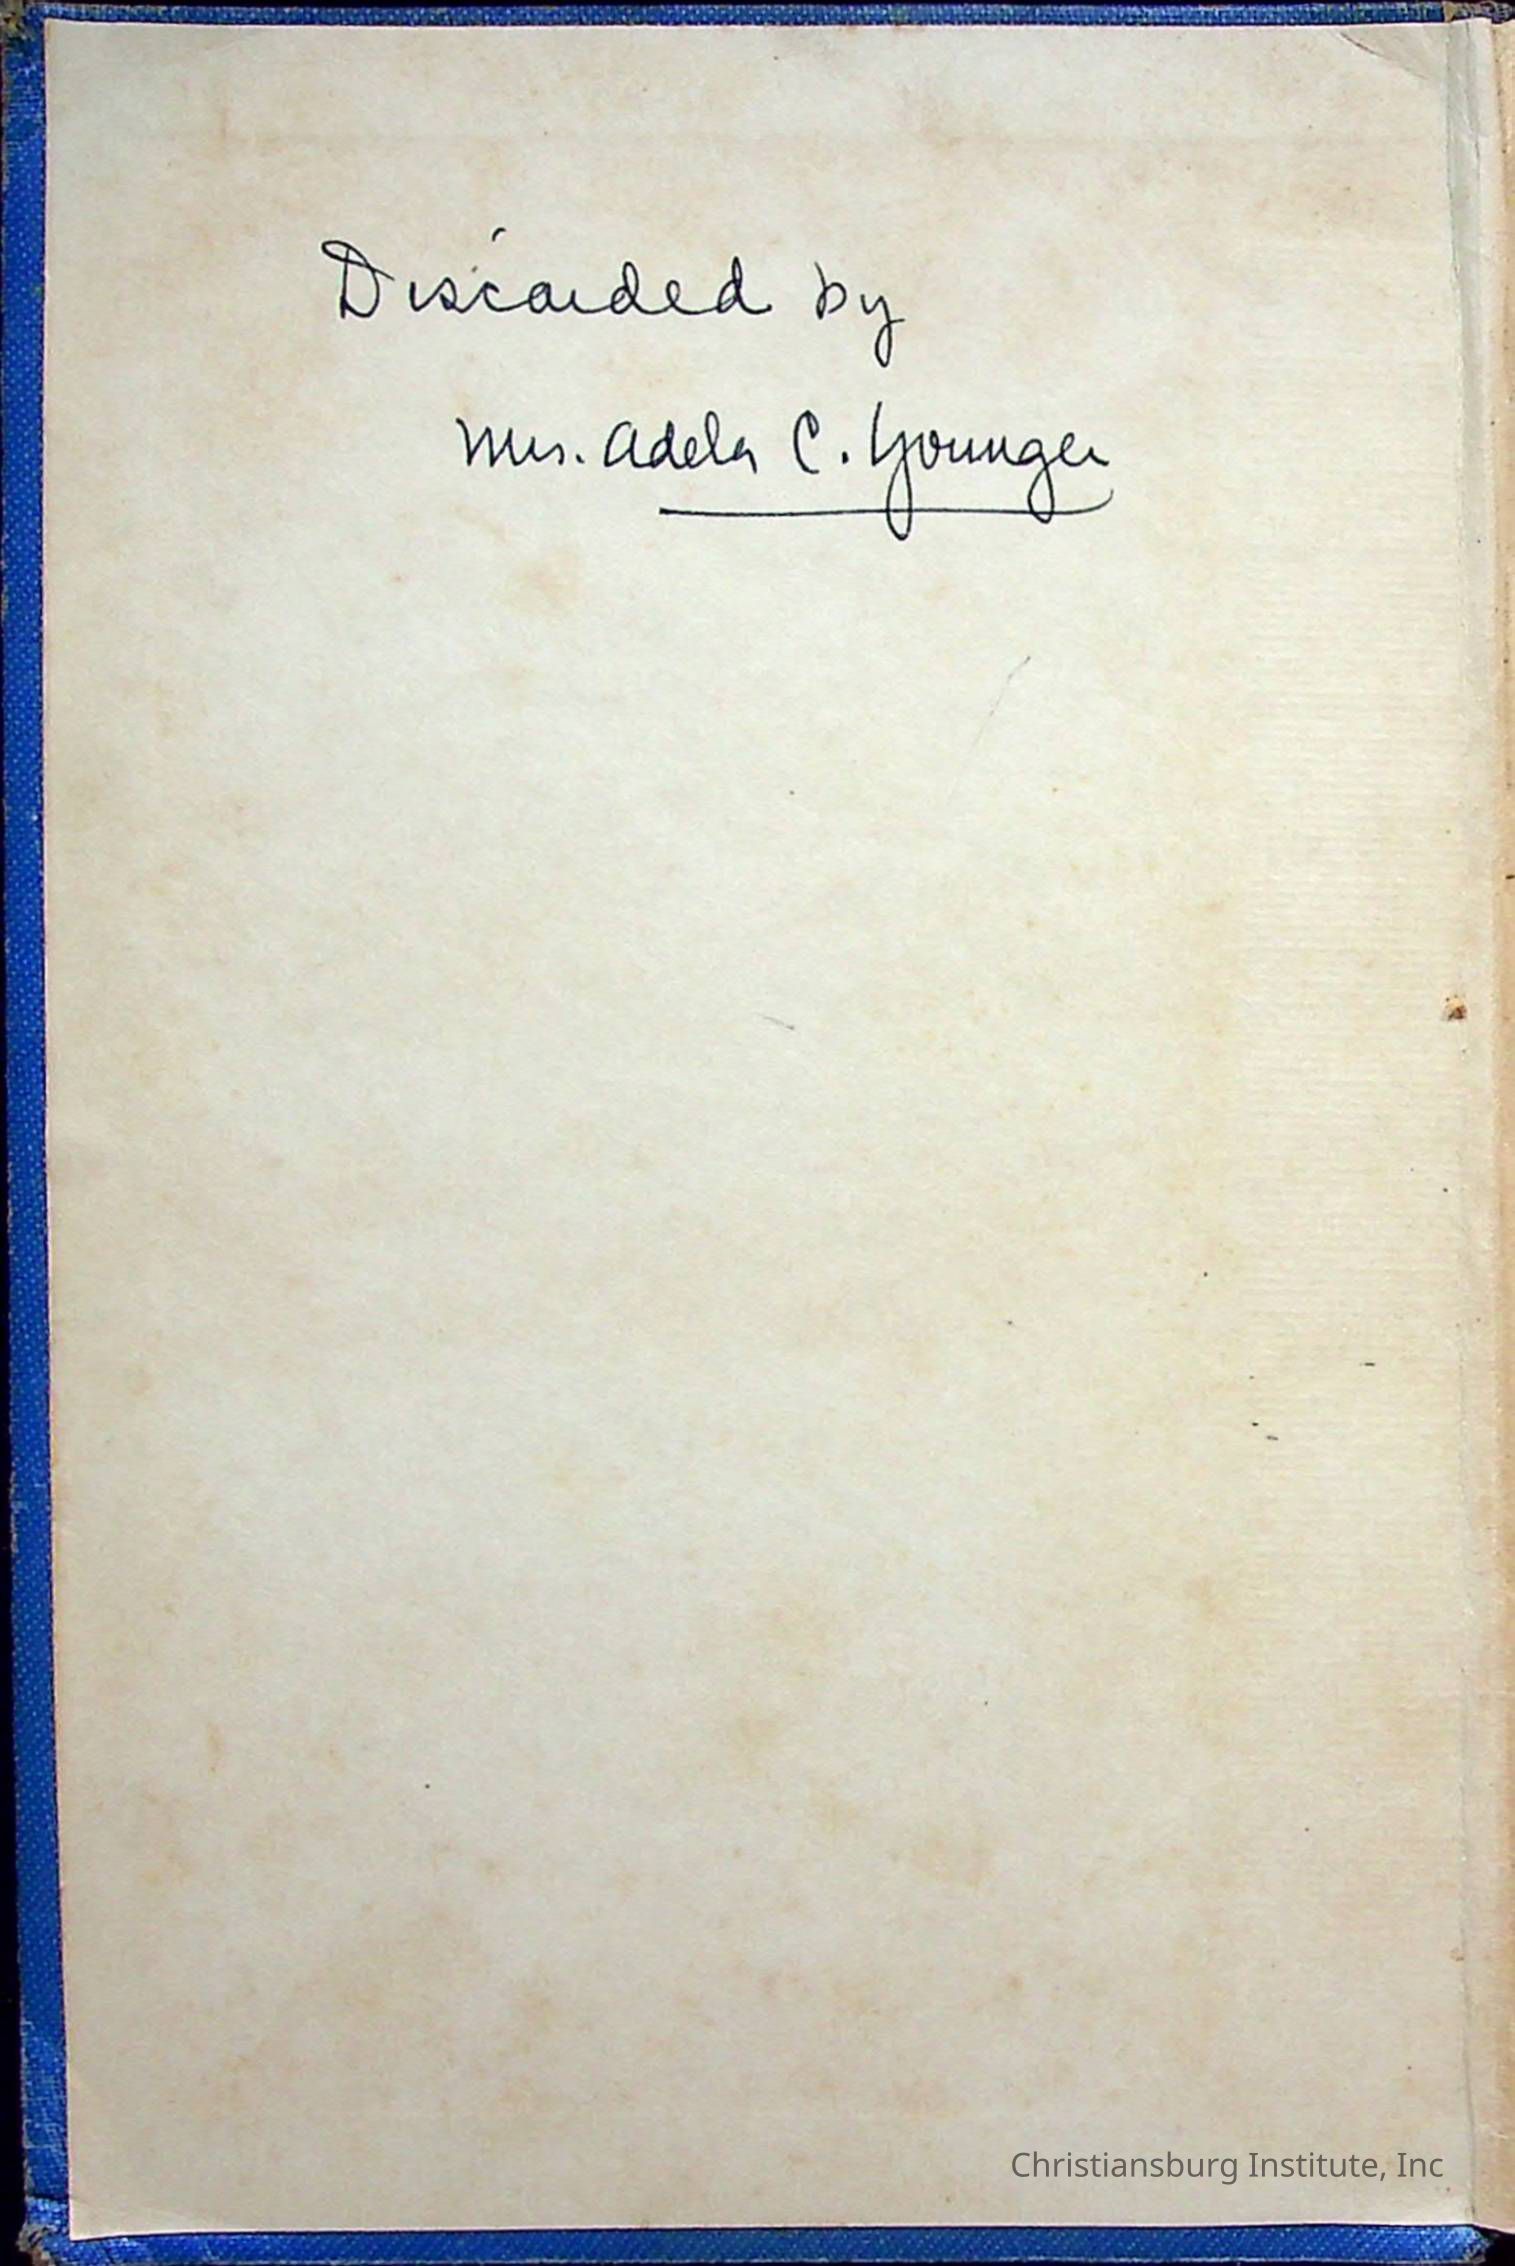 Discarded by
Mrs. Adela C. Younger
Christiansburg Institute, Inc